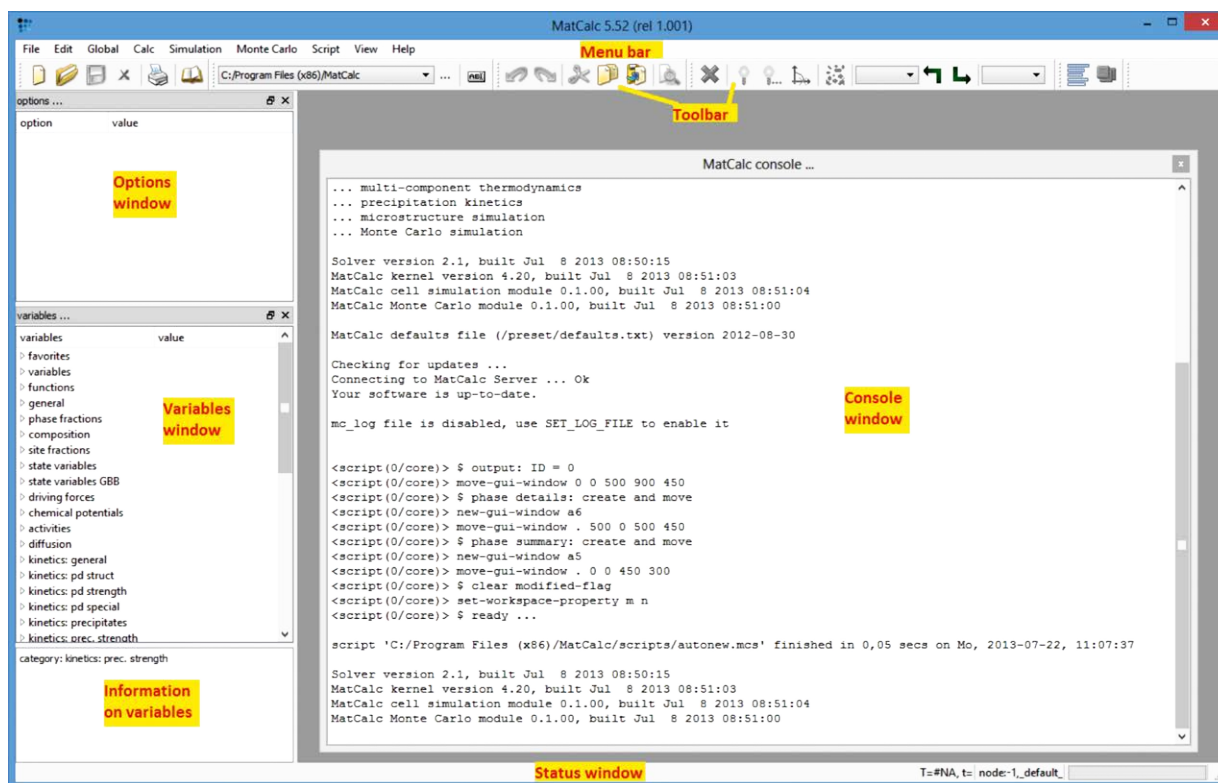 MatCalc 5.52 (rel 1.001)
File Edit Global Calc Simulation Monte Carlo Script View Help
Menu bar
C:/Program Files (x86)/MatCalc
...
Toolbar
options ...
option value
Options
window
variables ...
variables value
favorites
variables
functions
general
phase fractions
composition
site fractions
state variables
state variables GBB
driving forces
chemical potentials
activities
diffusion
kinetics: general
kinetics: pd struct
kinetics: pd strength
kinetics: pd special
kinetics: precipitates
kinetics: prec. strength
Variables
window
category: kinetics: prec. strength
Information
on variables
MatCalc console ...
... multi-component thermodynamics
... precipitation kinetics
... microstructure simulation
... Monte Carlo simulation
Solver version 2.1, built Jul  8 2013 08:50:15
MatCalc kernel version 4.20, built Jul  8 2013 08:51:03
MatCalc cell simulation module 0.1.00, built Jul  8 2013 08:51:04
MatCalc Monte Carlo module 0.1.00, built Jul  8 2013 08:51:00
MatCalc defaults file (/preset/defaults.txt) version 2012-08-30
Checking for updates ...
Connecting to MatCalc Server ... Ok
Your software is up-to-date.
mc_log file is disabled, use SET_LOG_FILE to enable it
<script(0/core)> $ output: ID = 0
<script(0/core)> move-gui-window 0 0 500 900 450
<script(0/core)> $ phase details: create and move
<script(0/core)> new-gui-window a6
<script(0/core)> move-gui-window . 500 0 500 450
<script(0/core)> $ phase summary: create and move
<script(0/core)> new-gui-window a5
<script(0/core)> move-gui-window . 0 0 450 300
<script(0/core)> $ clear modified-flag
<script(0/core)> set-workspace-property m n
<script(0/core)> $ ready ...
script 'C:/Program Files (x86)/MatCalc/scripts/autonew.mcs' finished in 0,05 secs on Mo, 2013-07-22, 11:07:37
Solver version 2.1, built Jul  8 2013 08:50:15
MatCalc kernel version 4.20, built Jul  8 2013 08:51:03
MatCalc cell simulation module 0.1.00, built Jul  8 2013 08:51:04
MatCalc Monte Carlo module 0.1.00, built Jul  8 2013 08:51:00
Console
window
Status window
T=#NA, t= node:-1,_default_